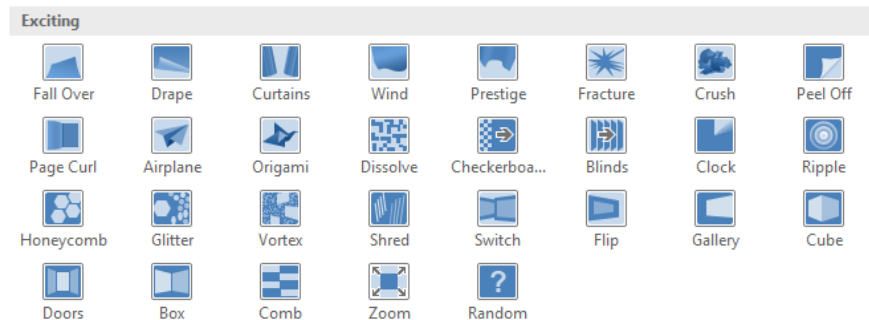 Exciting
Fall Over Drape Curtains Wind Prestige Fracture Crush Peel Off
Page Curl Airplane Origami Dissolve Checkerboa... Blinds Clock Ripple
Honeycomb Glitter Vortex Shred Switch Flip Gallery Cube
?
Doors Box Comb Zoom Random